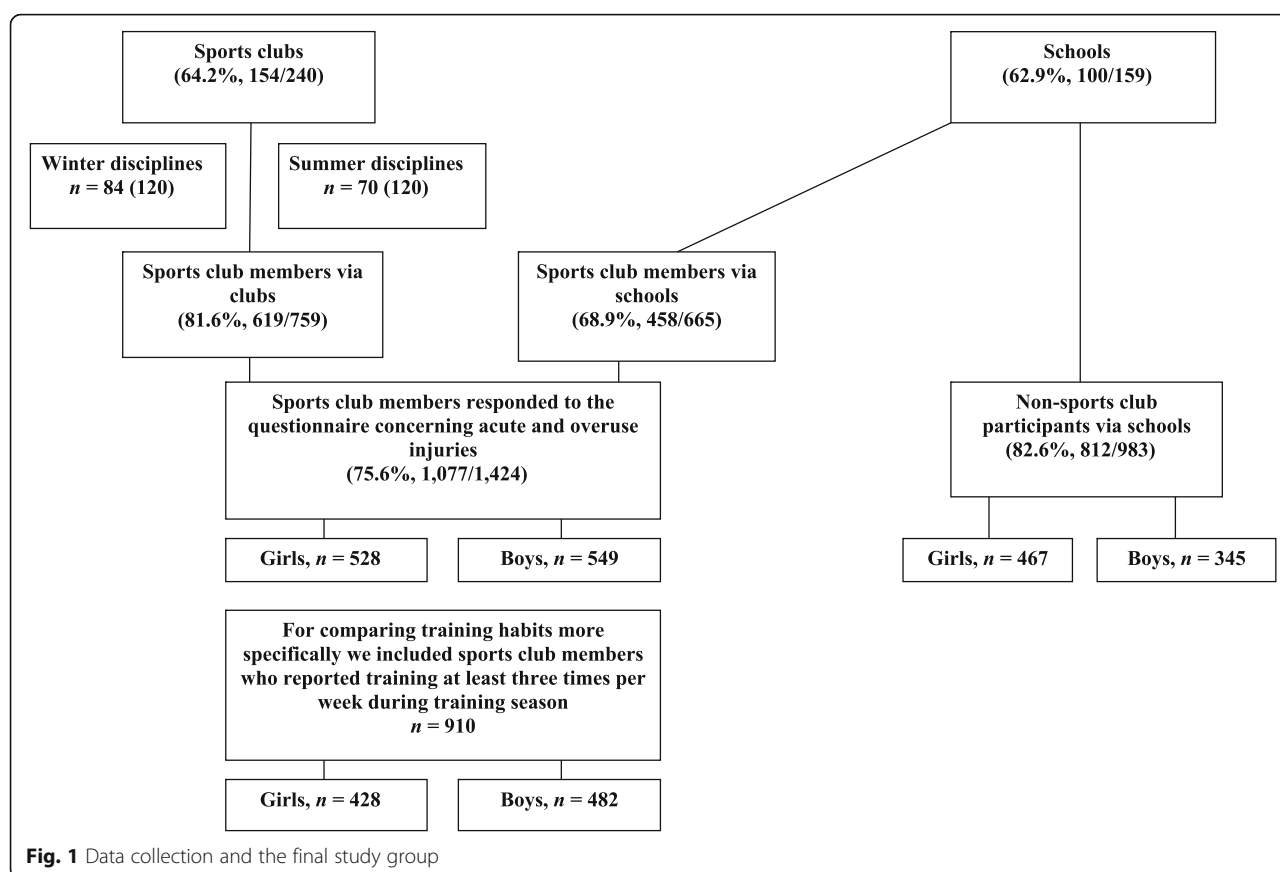 Sports clubs
(64.2%, 154/240)
Schools
(62.9%, 100/159)
Winter disciplines
n = 84 (120)
Summer disciplines
n = 70 (120)
Sports club members via
clubs
(81.6%, 619/759)
Sports club members via
schools
(68.9%, 458/665)
Sports club members responded to the
questionnaire concerning acute and overuse
injuries
(75.6%, 1,077/1,424)
Non-sports club
participants via schools
(82.6%, 812/983)
Girls, n = 528
Boys, n = 549
Girls, n = 467
Boys, n = 345
For comparing training habits more
specifically we included sports club members
who reported training at least three times per
week during training season
n = 910
Girls, n = 428
Boys, n = 482
Fig. 1 Data collection and the final study group